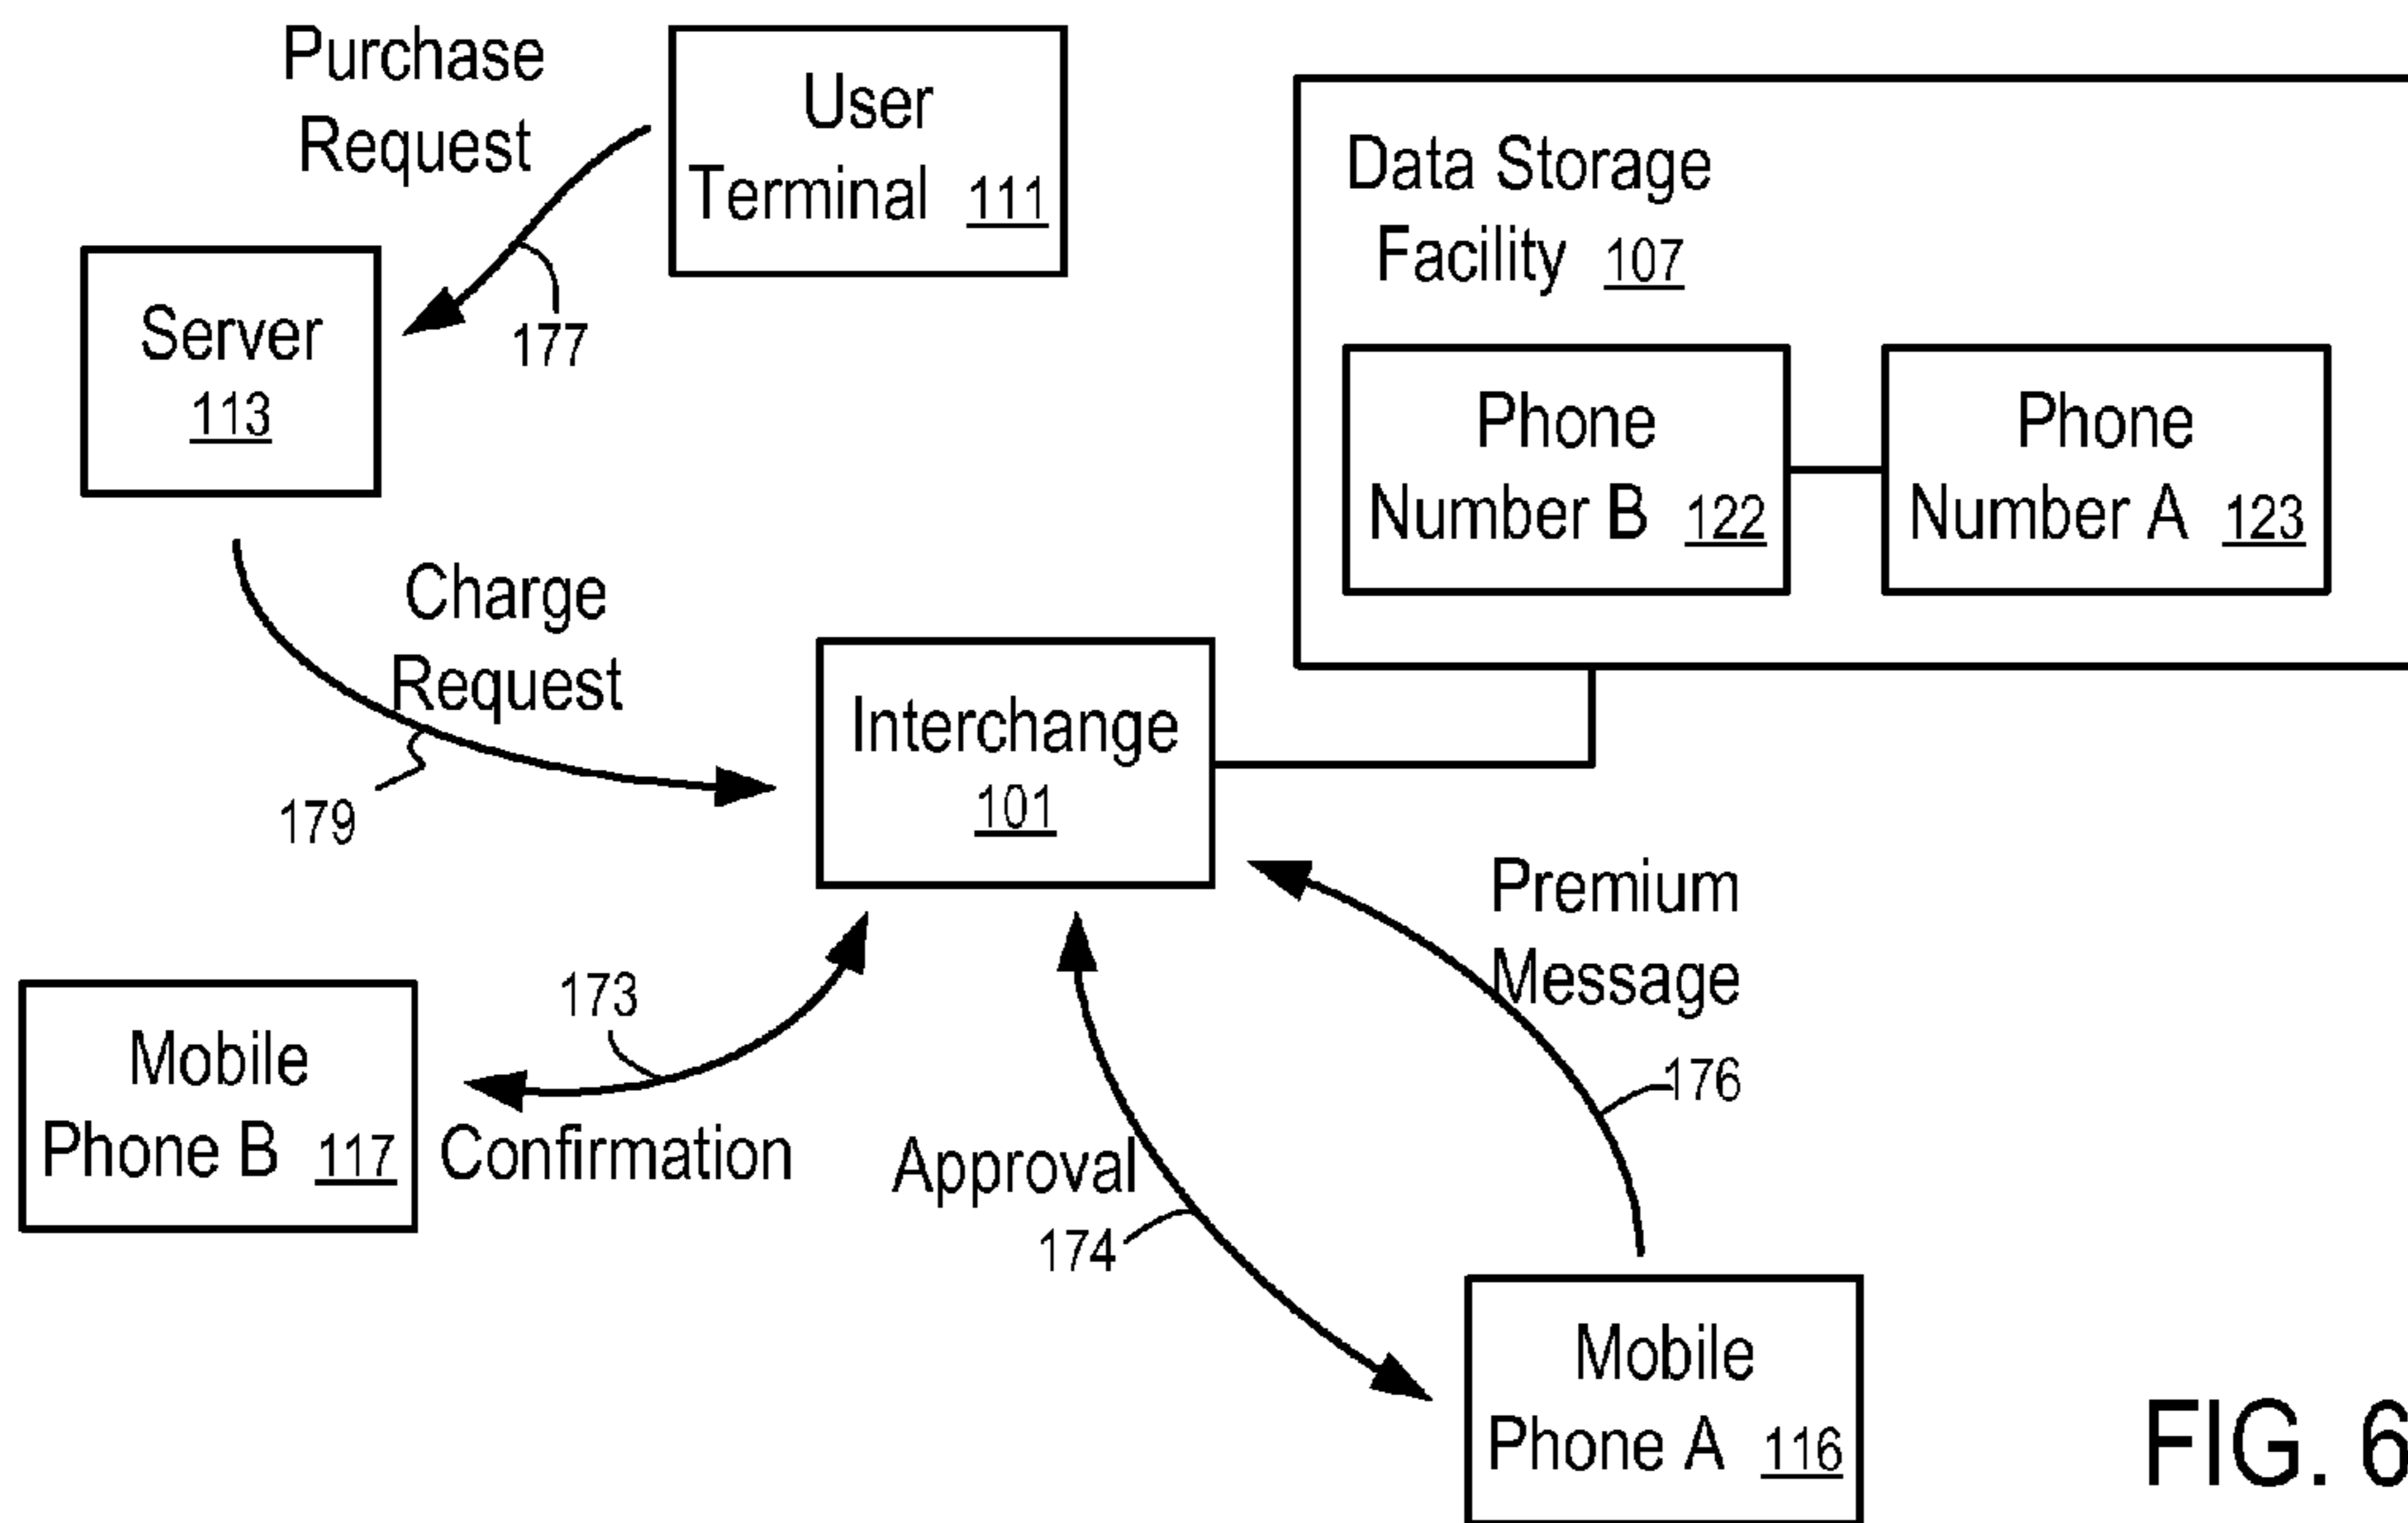 Purchase
Request
User
Terminal 111
177
Server
113
Data Storage
Facility 107
Phone
Number B 122
Phone
Number A 123
Charge
Request
179
Interchange
101
Premium
Message
176
173
Mobile
Phone B 117
Confirmation
Approval
174
Mobile
Phone A 116
FIG. 6